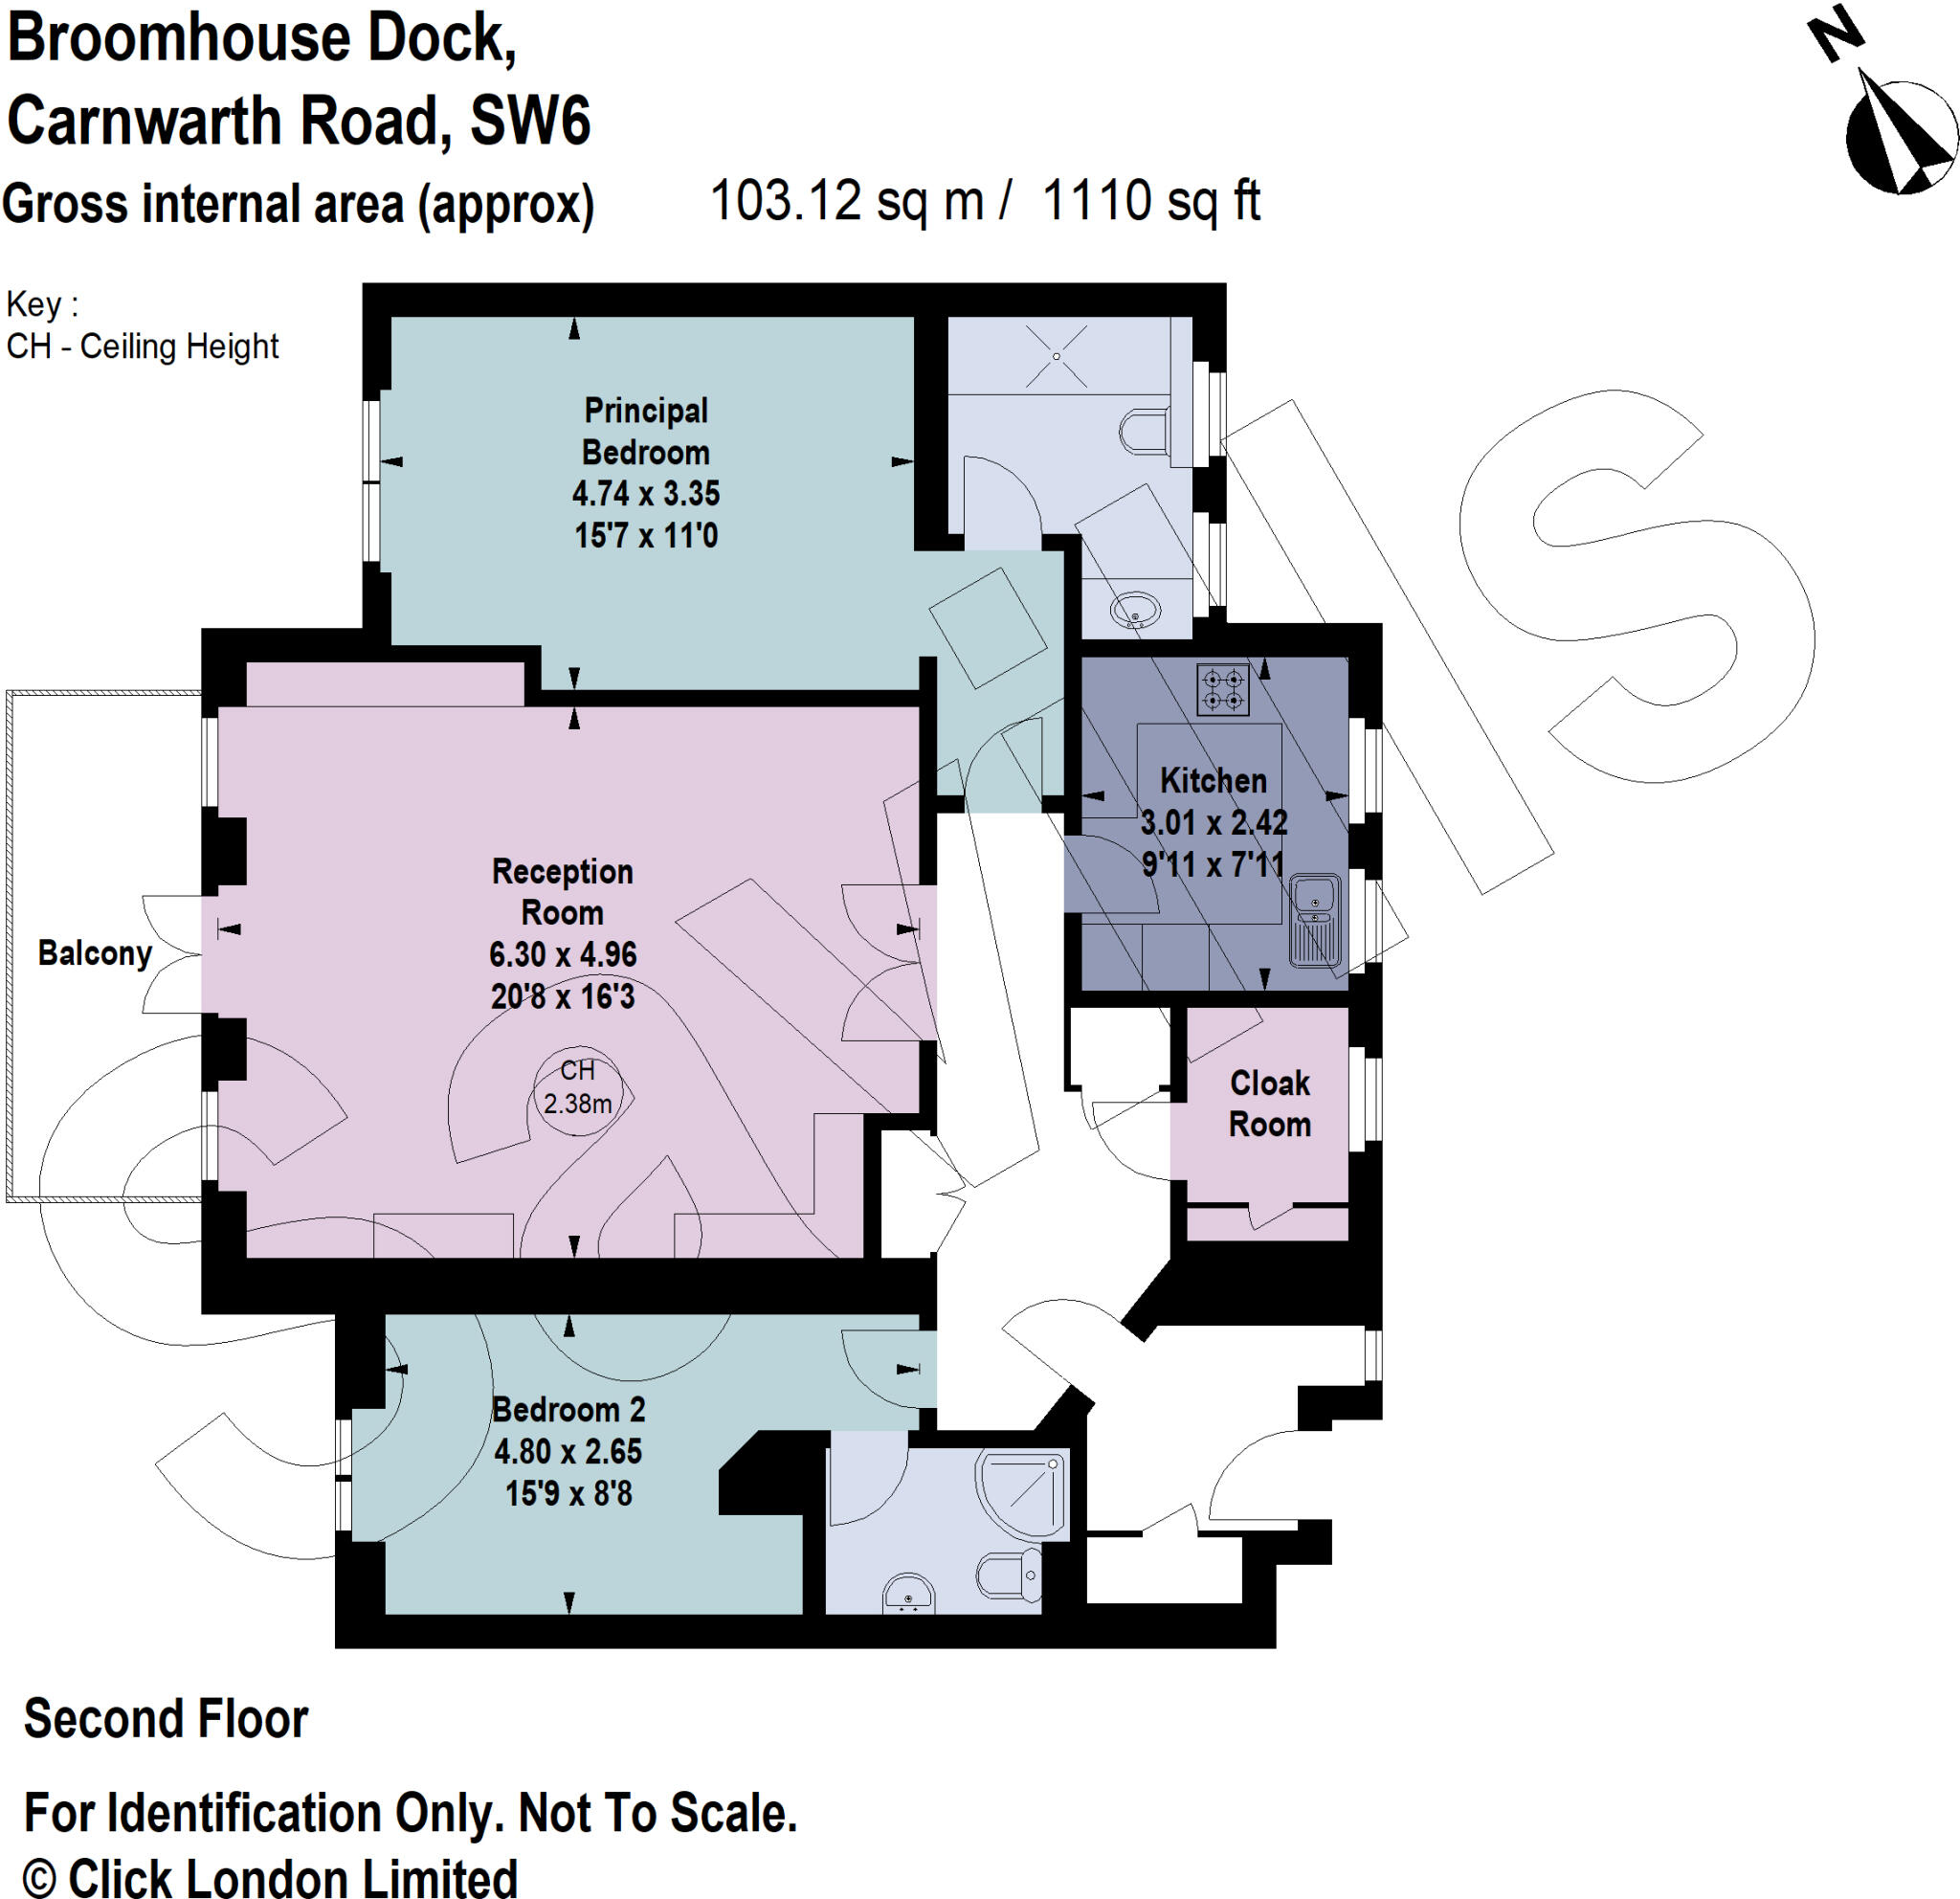 Broomhouse Dock,
Carnwarth Road, SW6
Gross internal area (approx) 103.12 sq m / 1110 sq ft
N
Key :
CH - Ceiling Height
Principal
Bedroom
4.74 x 3.35
15'7 x 11'0
Kitchen
3.01 x 2.42
9'11 x 7'11
Reception
Room
6.30 x 4.96
20'8 x 16'3
Balcony
CH
2.38m
Cloak
Room
Bedroom 2
4.80 x 2.65
15'9 x 8'8
Second Floor
For Identification Only. Not To Scale.
© Click London Limited